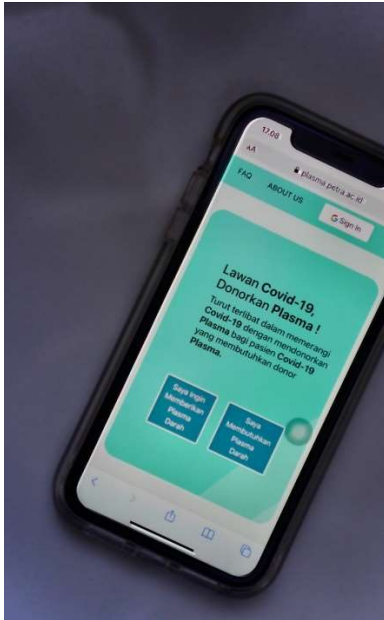 17.08
AA plasma.petra.ac.id
FAQ ABOUT US G Sign In
Lawan Covid-19,
Donorkan Plasma !
Turut terlibat dalam memerangi
Covid-19 dengan mendonorkan
Plasma bagi pasien Covid-19
yang membutuhkan donor
Plasma.
Saya Ingin
Memberikan
Plasma
Darah
Saya
Membutuhkan
Plasma
Darah